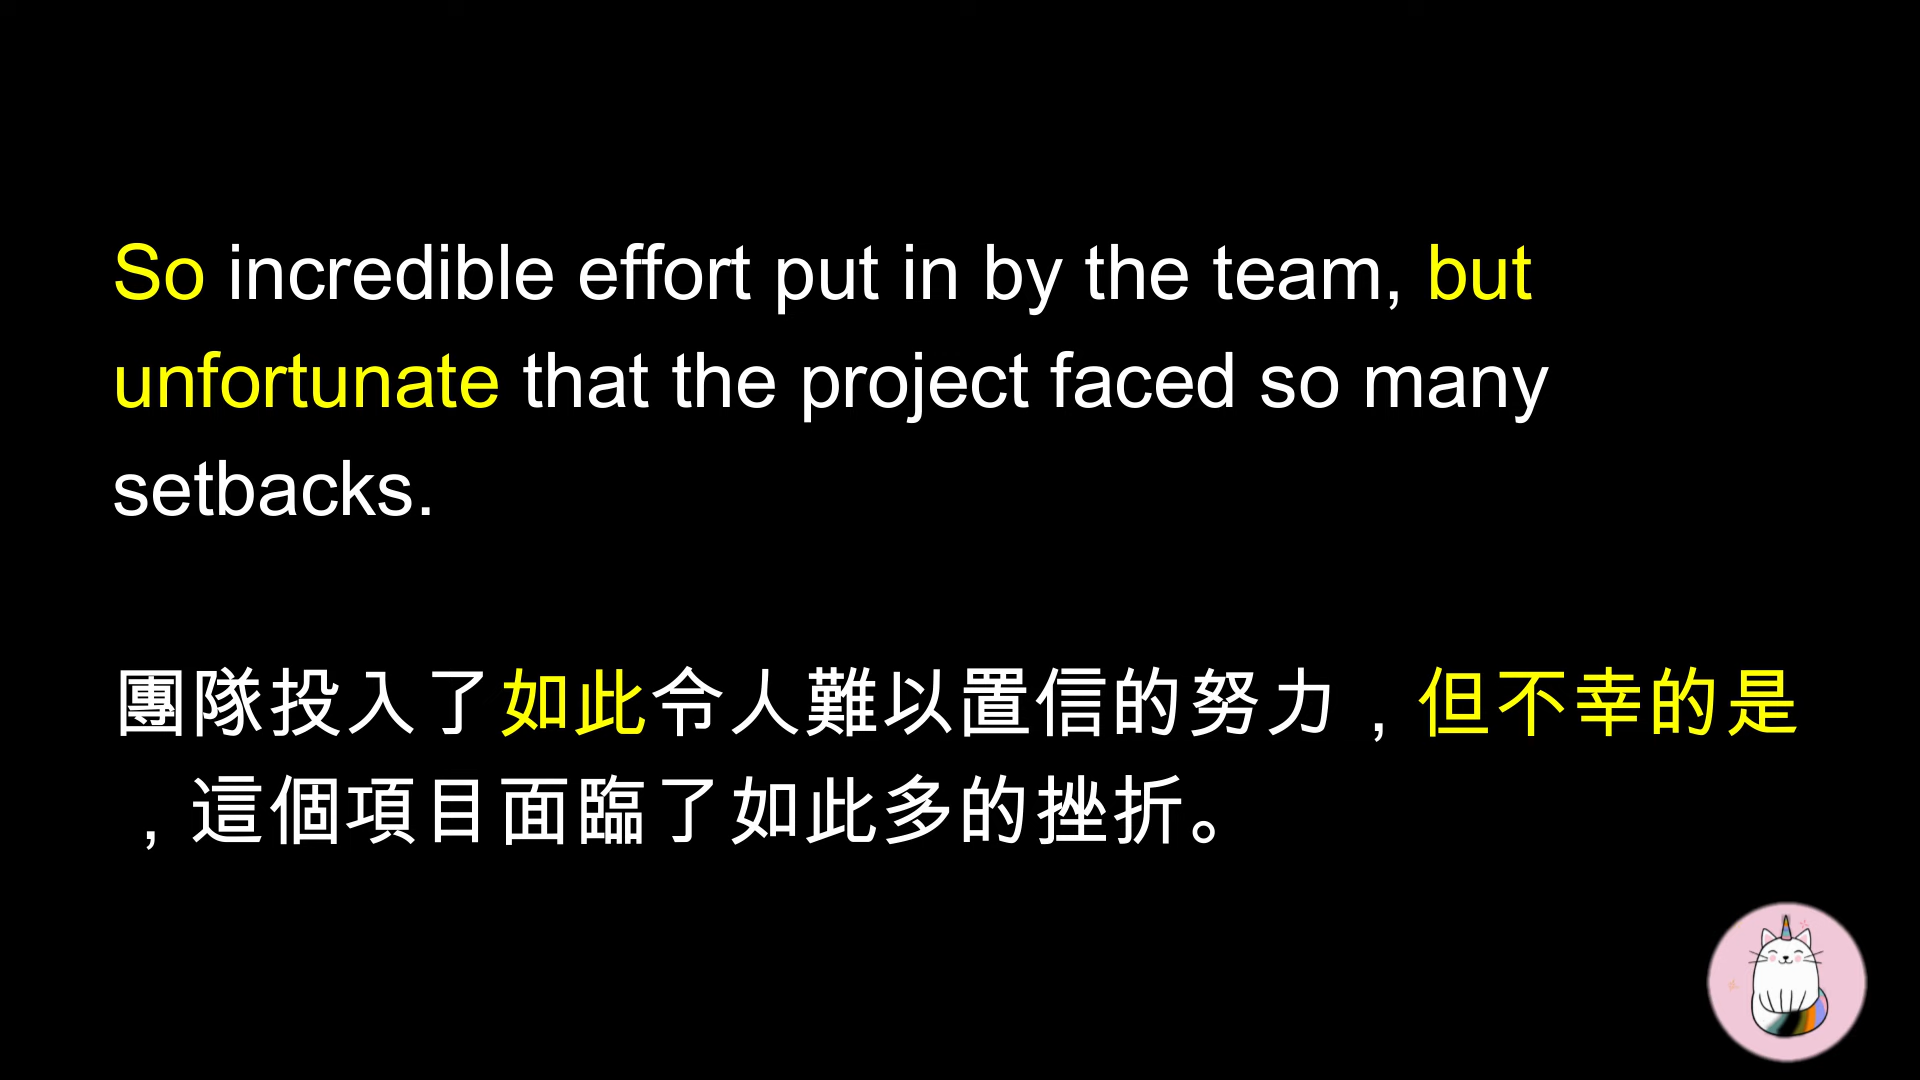 So incredible effort put in by the team, but
unfortunate that the project faced so many
setbacks.
團隊投入了如此令人難以置信的努力，但不幸的是
，這個項目面臨了如此多的挫折。